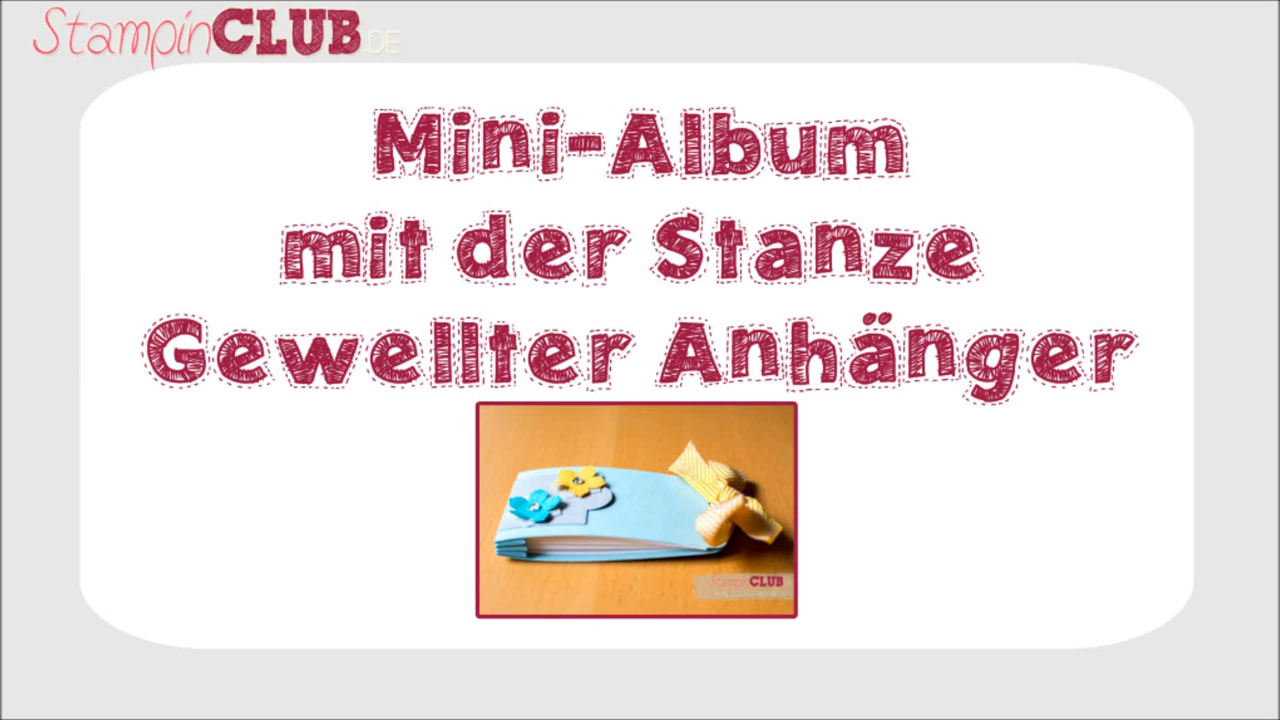 StampinCLUB.DE
Mini-Album
mit der Stanze
Gewellter Anhänger
StampinCLUB